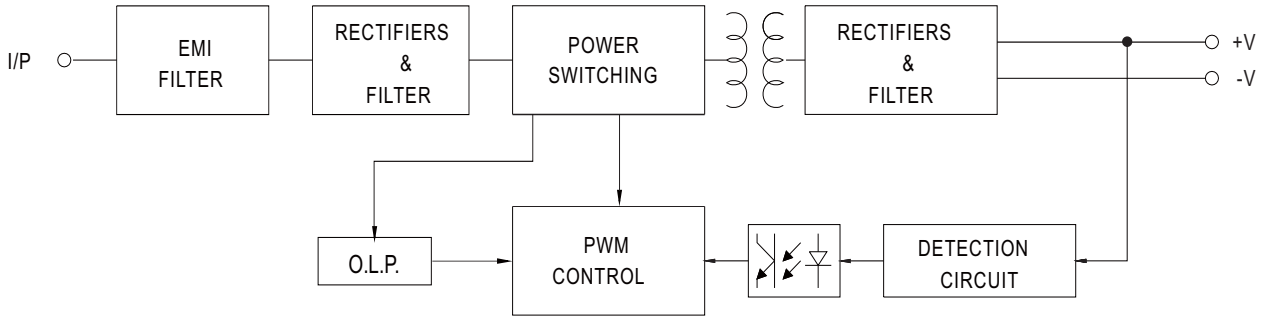 I/P
EMI
FILTER
RECTIFIERS
&
FILTER
POWER
SWITCHING
RECTIFIERS
&
FILTER
+V
-V
O.L.P.
PWM
CONTROL
DETECTION
CIRCUIT